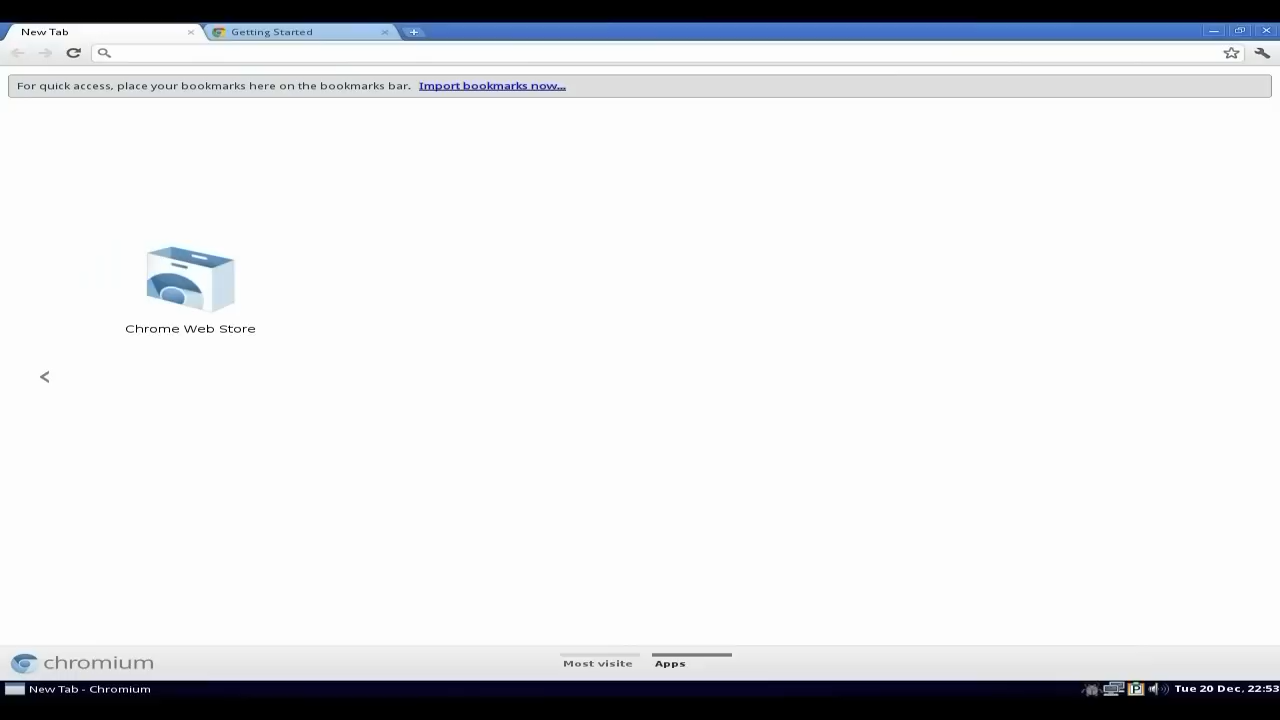 New Tab
Getting Started
For quick access, place your bookmarks here on the bookmarks bar. Import bookmarks now...
Chrome Web Store
<
chromium
Most visite
Apps
New Tab - Chromium
P
Tue 20 Dec, 22:53